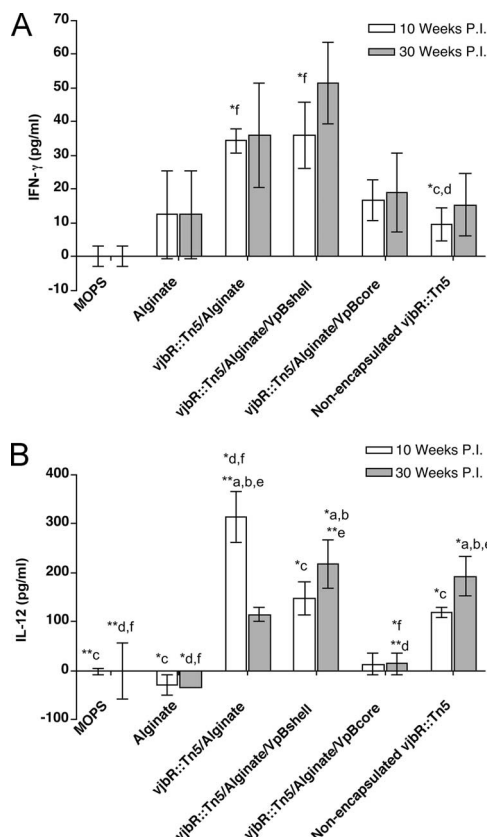 A
10 Weeks P.I.
30 Weeks P.I.
IFN-γ (pg/ml)
70
60
50
40
30
20
10
0
-10
*f
*f
*c,d
MOPS
Alginate
vjbR::Tn5/Alginate
vjbR::Tn5/Alginate/VpBshell
vjbR::Tn5/Alginate/VpBcore
Non-encapsulated vjbR::Tn5
B
10 Weeks P.I.
30 Weeks P.I.
IL-12 (pg/ml)
400
300
200
100
0
-100
**c
**d,f
*c
*d,f
*d,f
**a,b,e
*c
*a,b
**e
*f
**d
*c
*a,b,e
MOPS
Alginate
vjbR::Tn5/Alginate
vjbR::Tn5/Alginate/VpBshell
vjbR::Tn5/Alginate/VpBcore
Non-encapsulated vjbR::Tn5